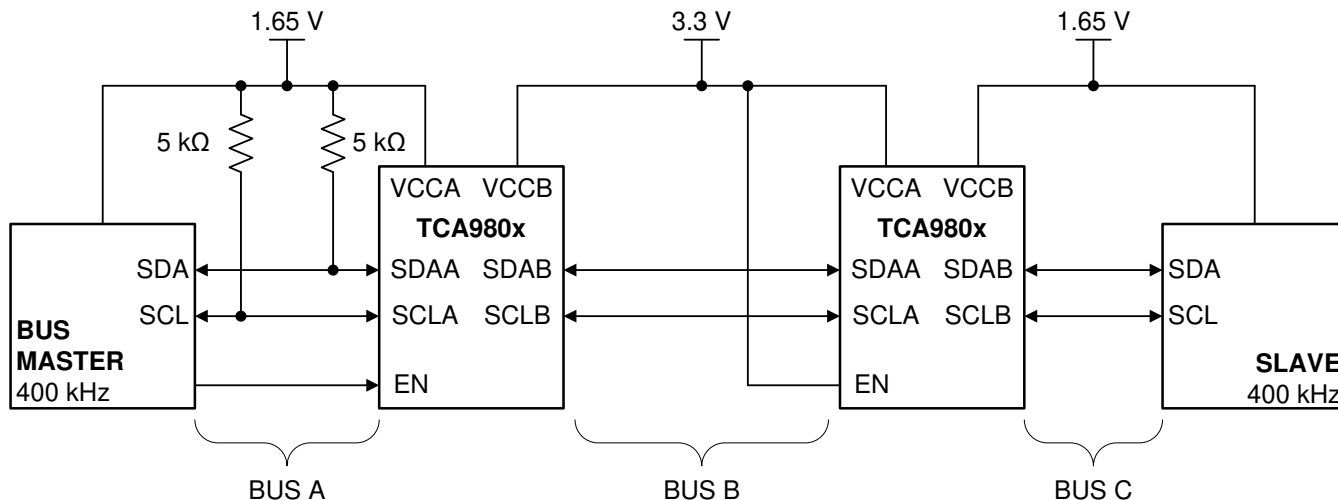 1.65 V 3.3 V 1.65 V
5 kΩ 5 kΩ
VCCA VCCB VCCA VCCB
TCA980x TCA980x
SDA SDAA SDAB SDAA SDAB SDA
SCL SCLA SCLB SCLA SCLB SCL
BUS
MASTER SLAVE
400 kHz EN EN 400 kHz
BUS A BUS B BUS C